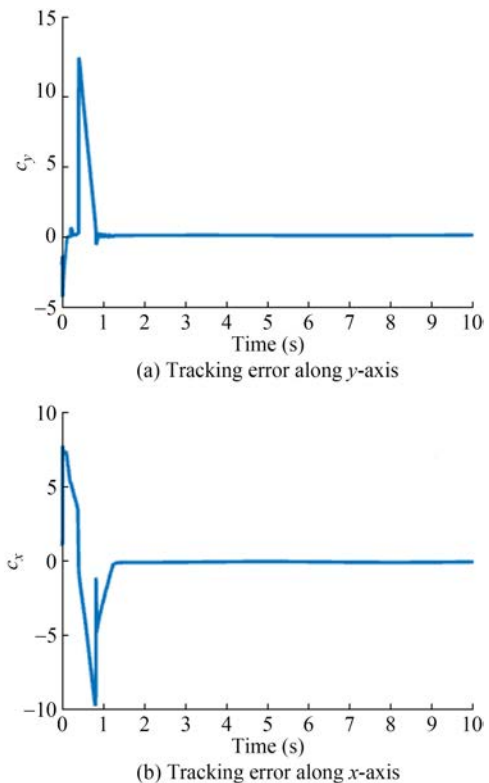 15
10
5
0
−5
c_y
0 1 2 3 4 5 6 7 8 9 10
Time (s)
(a) Tracking error along y-axis
10
5
0
−5
−10
c_x
0 1 2 3 4 5 6 7 8 9 10
Time (s)
(b) Tracking error along x-axis